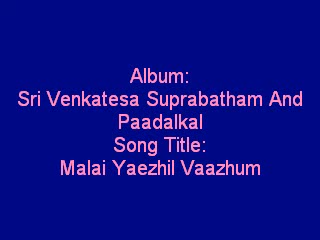 Album:
Sri Venkatesa Suprabatham And
Paadalkal
Song Title:
Malai Yaezhil Vaazhum